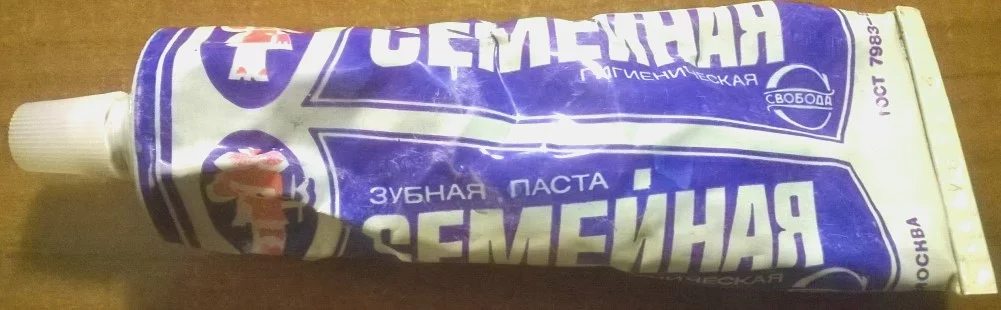 СЕМЕЙНАЯ
ГИГИЕНИЧЕСКАЯ
СВОБОДА
ГОСТ 7983-
ЗУБНАЯ ПАСТА
СЕМЕЙНАЯ
МОСКВА